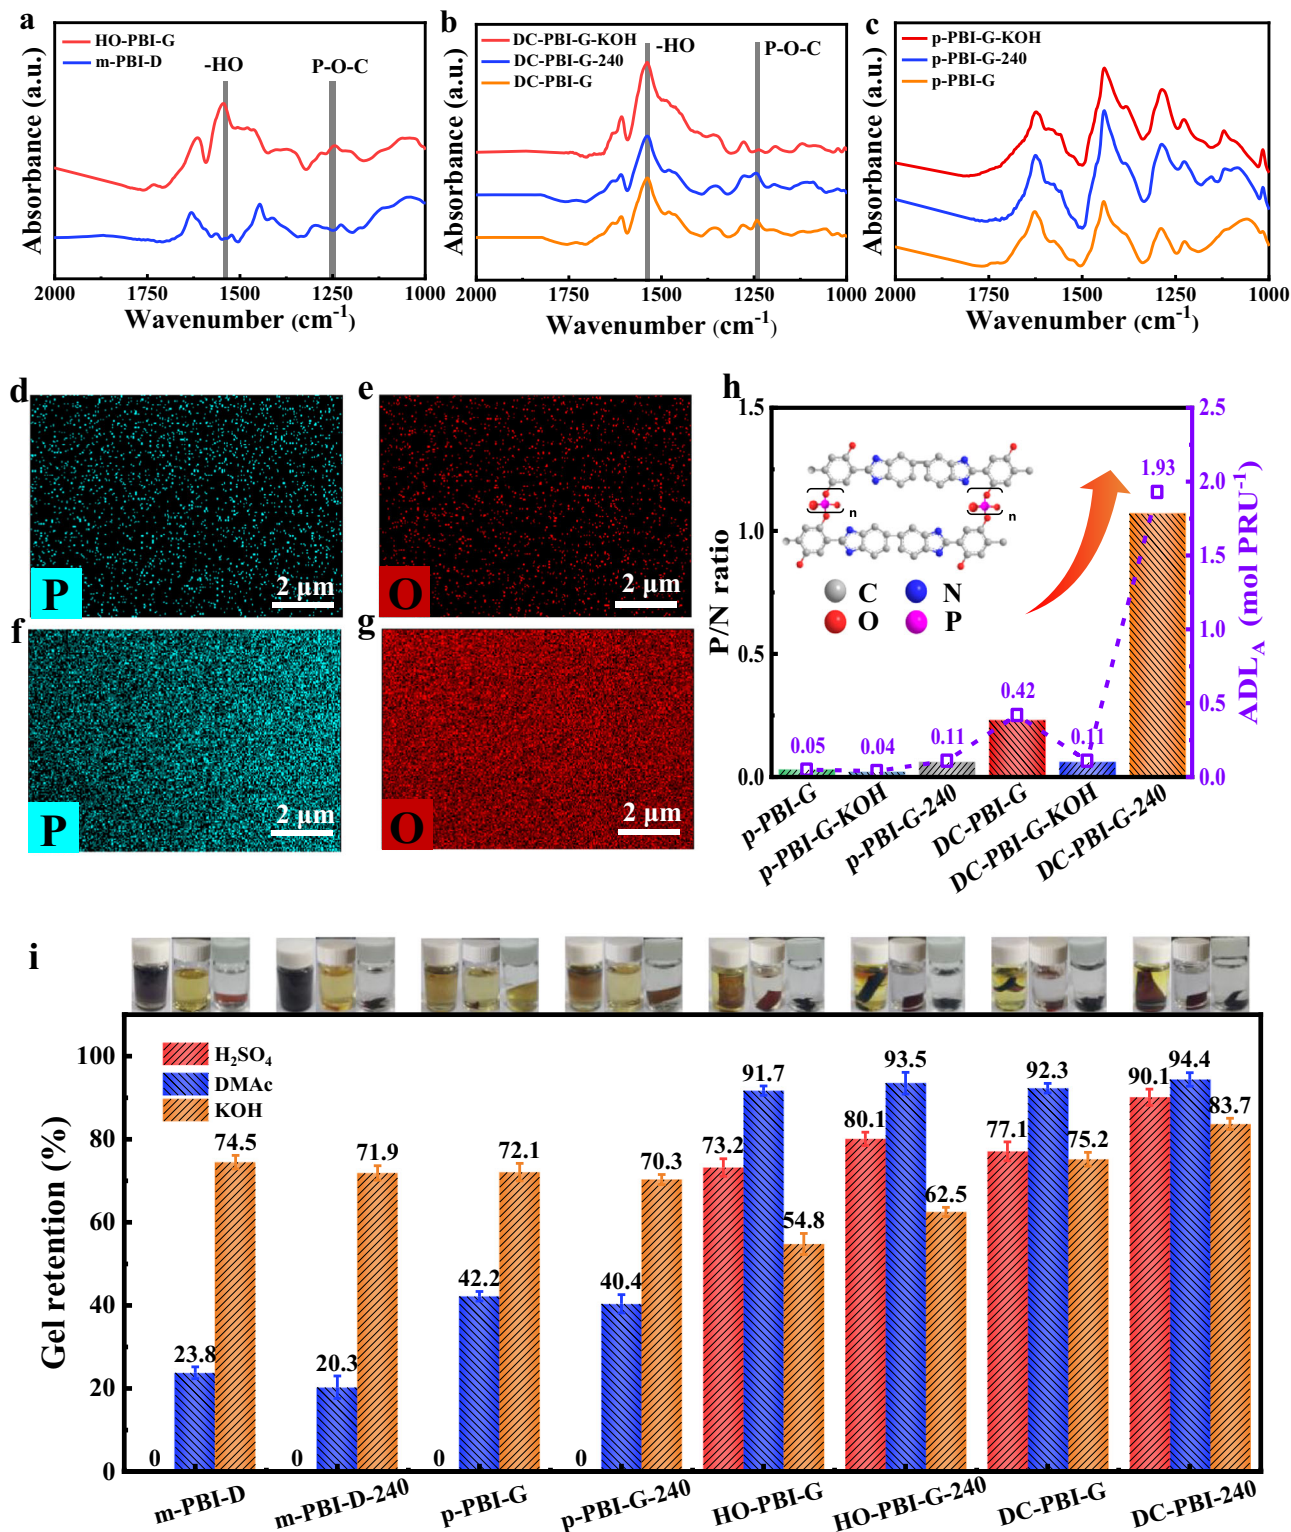 a
HO-PBI-G
m-PBI-D
-HO
P-O-C
Absorbance (a.u.)
2000 1750 1500 1250 1000
Wavenumber (cm⁻¹)
b
DC-PBI-G-KOH
DC-PBI-G-240
DC-PBI-G
-HO
P-O-C
Absorbance (a.u.)
2000 1750 1500 1250 1000
Wavenumber (cm⁻¹)
c
p-PBI-G-KOH
p-PBI-G-240
p-PBI-G
Absorbance (a.u.)
2000 1750 1500 1250 1000
Wavenumber (cm⁻¹)
d
P
2 μm
e
O
2 μm
f
P
2 μm
g
O
2 μm
h
P/N ratio
1.5
1.0
0.5
0.0
n
n
C
N
O
P
0.05
0.04
0.11
0.42
0.11
1.93
2.5
2.0
1.5
1.0
0.5
0.0
ADL_A (mol PRU⁻¹)
p-PBI-G
p-PBI-G-KOH
p-PBI-G-240
DC-PBI-G
DC-PBI-G-KOH
DC-PBI-G-240
i
H₂SO₄
DMAc
KOH
Gel retention (%)
100
80
60
40
20
0
0 23.8 74.5
0 20.3 71.9
0 42.2 72.1
0 40.4 70.3
73.2 91.7 54.8
80.1 93.5 62.5
77.1 92.3 75.2
90.1 94.4 83.7
m-PBI-D
m-PBI-D-240
p-PBI-G
p-PBI-G-240
HO-PBI-G
HO-PBI-G-240
DC-PBI-G
DC-PBI-240